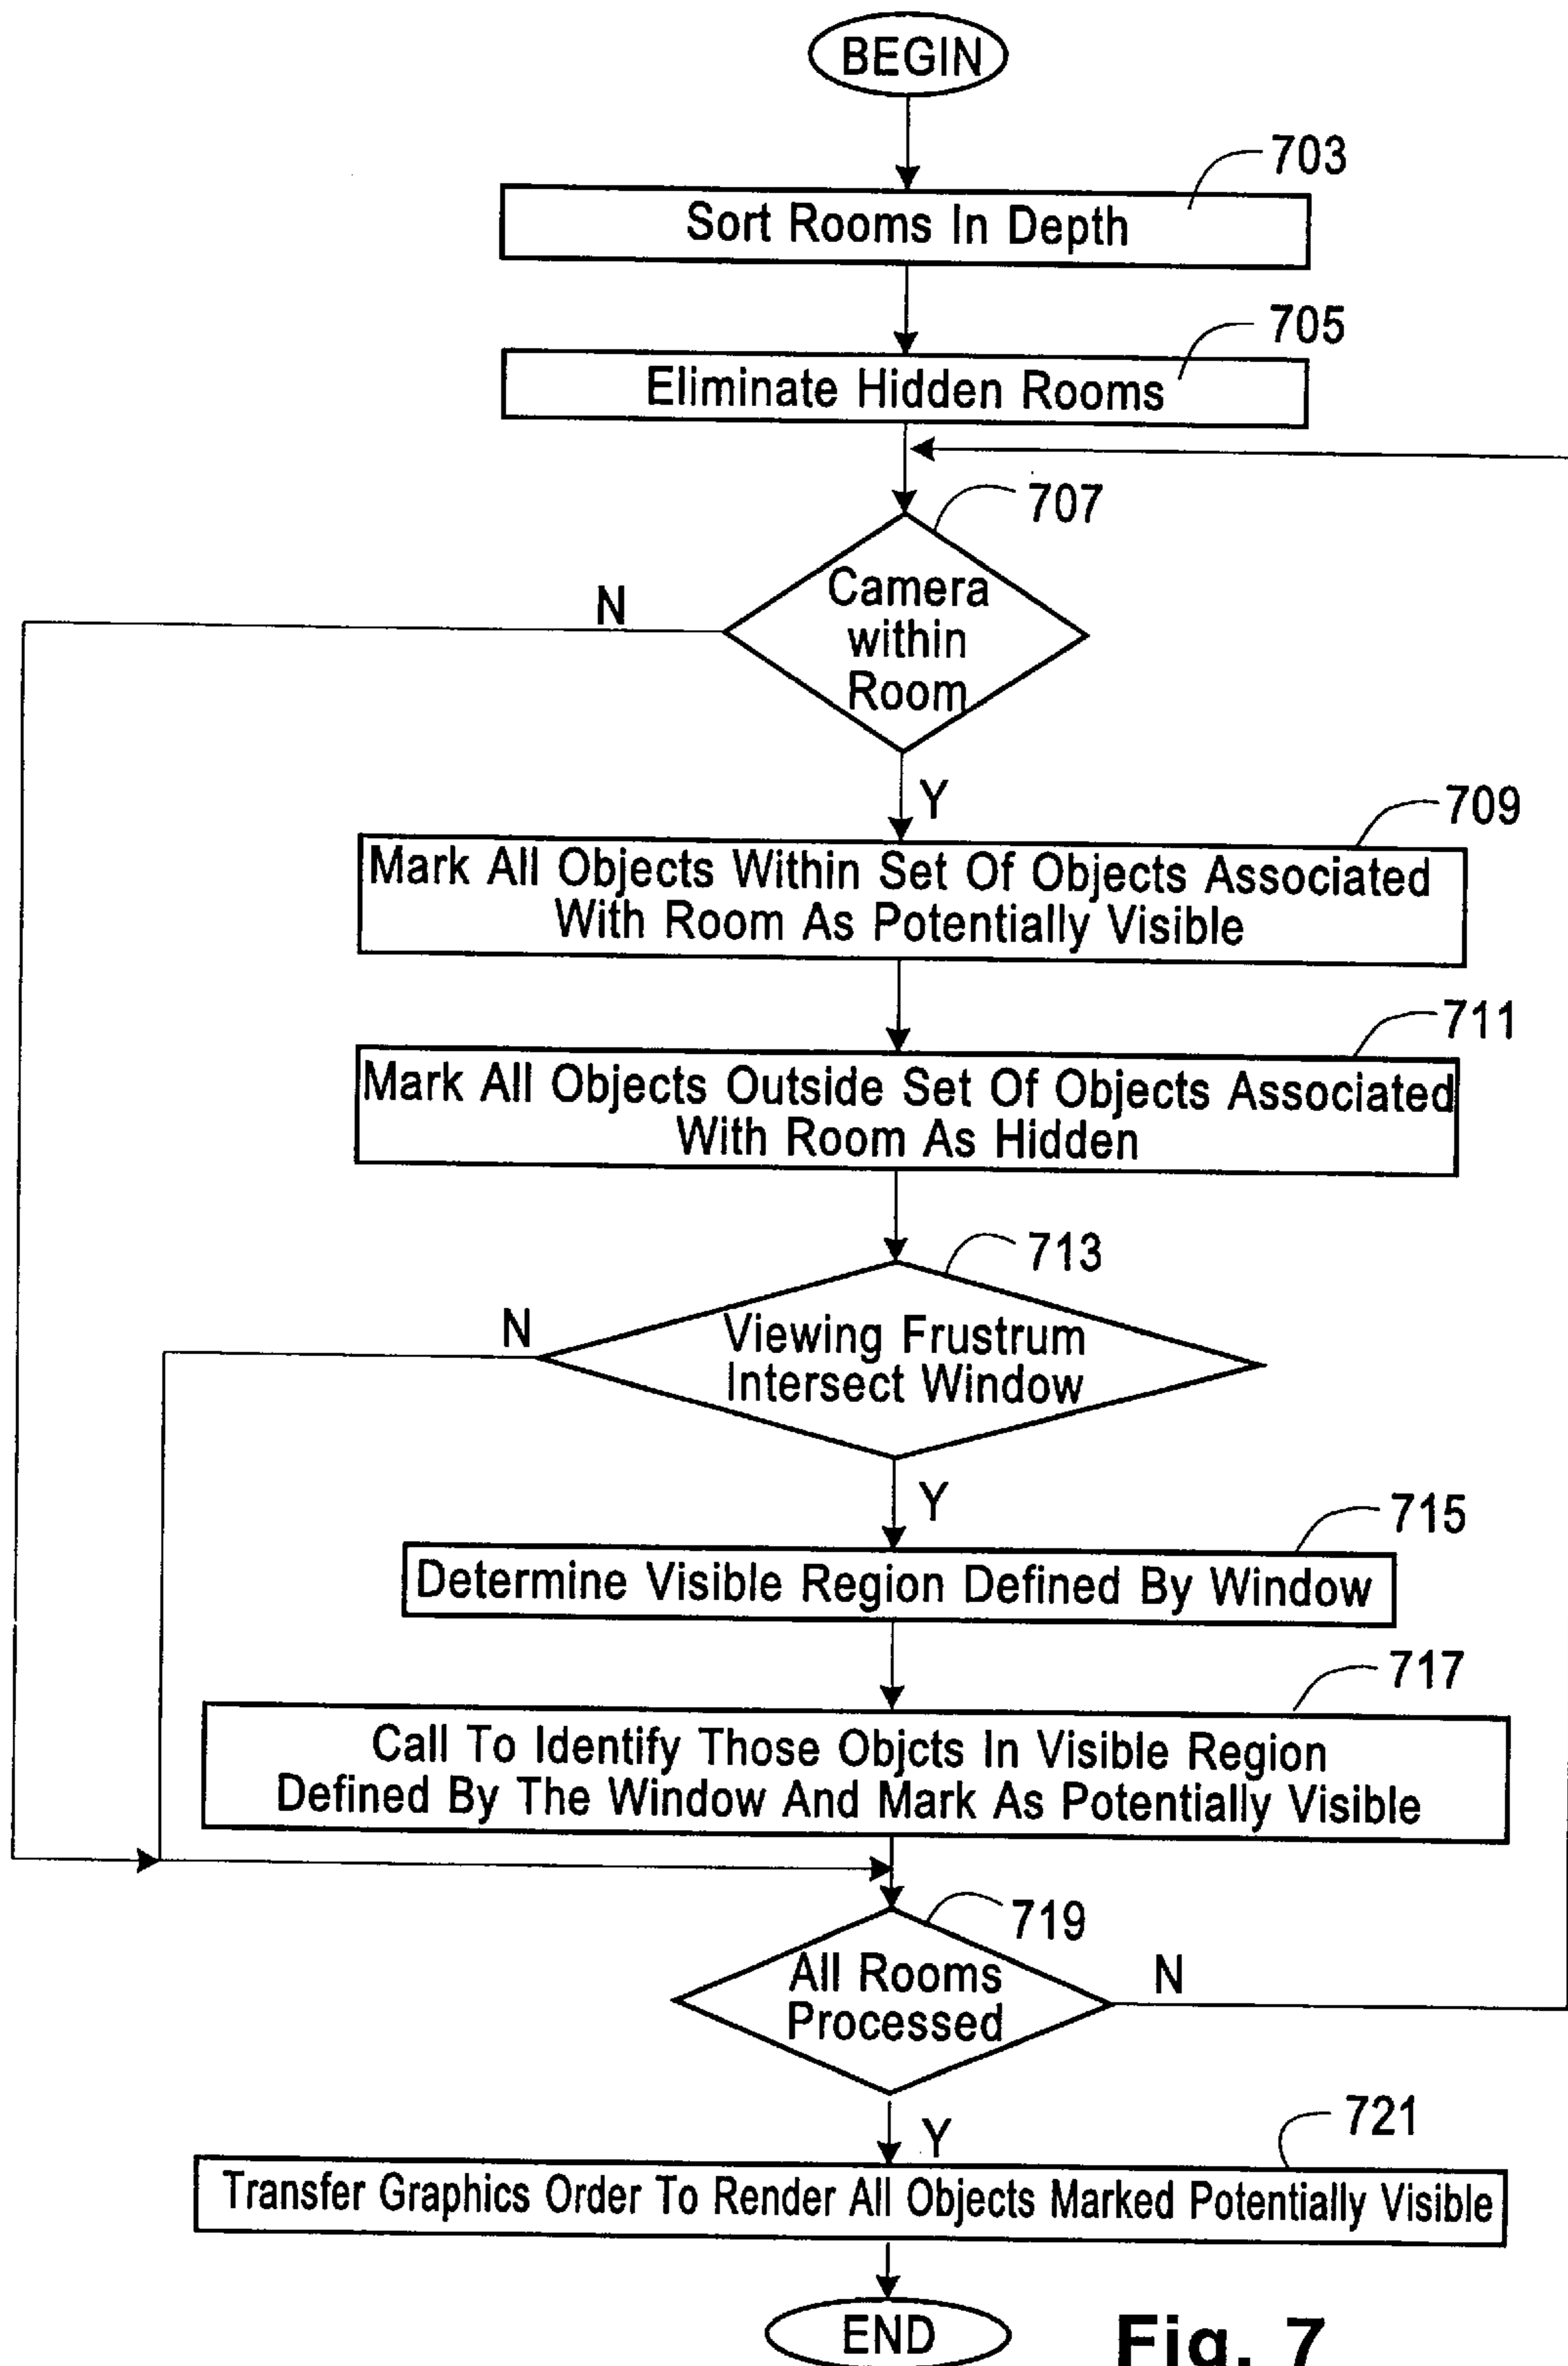 BEGIN
703
Sort Rooms In Depth
705
Eliminate Hidden Rooms
707
Camera
within
Room
N
Y
709
Mark All Objects Within Set Of Objects Associated
With Room As Potentially Visible
711
Mark All Objects Outside Set Of Objects Associated
With Room As Hidden
713
Viewing Frustrum
Intersect Window
N
Y
715
Determine Visible Region Defined By Window
717
Call To Identify Those Objcts In Visible Region
Defined By The Window And Mark As Potentially Visible
719
All Rooms
Processed
N
Y
721
Transfer Graphics Order To Render All Objects Marked Potentially Visible
END
Fig. 7